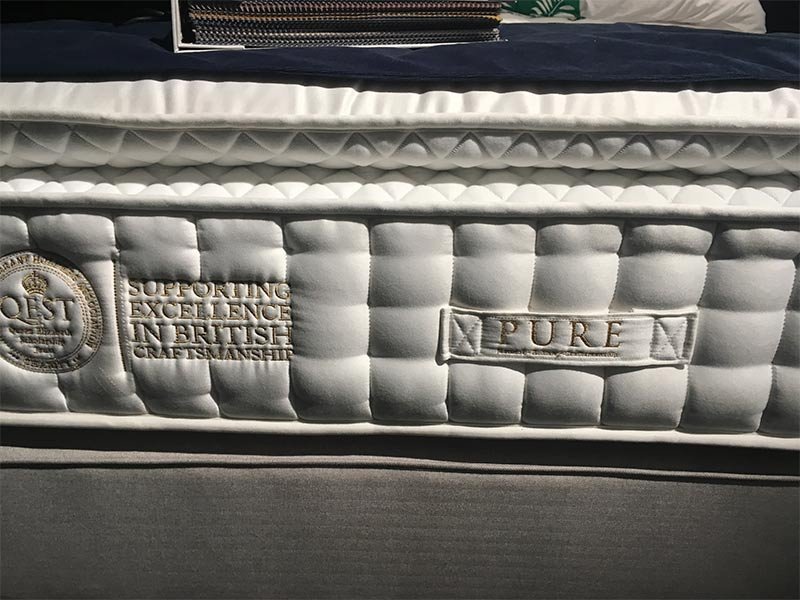 QEST
SUPPORTING
EXCELLENCE
IN BRITISH
CRAFTSMANSHIP
PURE